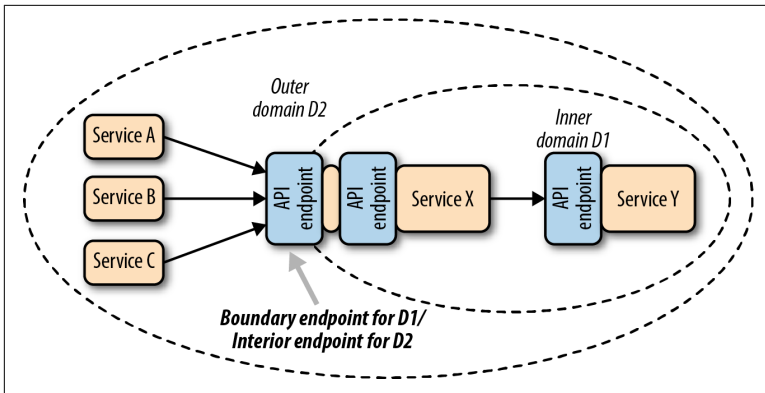 Outer
domain D2
Inner
domain D1
Service A
Service B
Service C
API
endpoint
API
endpoint
Service X
API
endpoint
Service Y
Boundary endpoint for D1/
Interior endpoint for D2